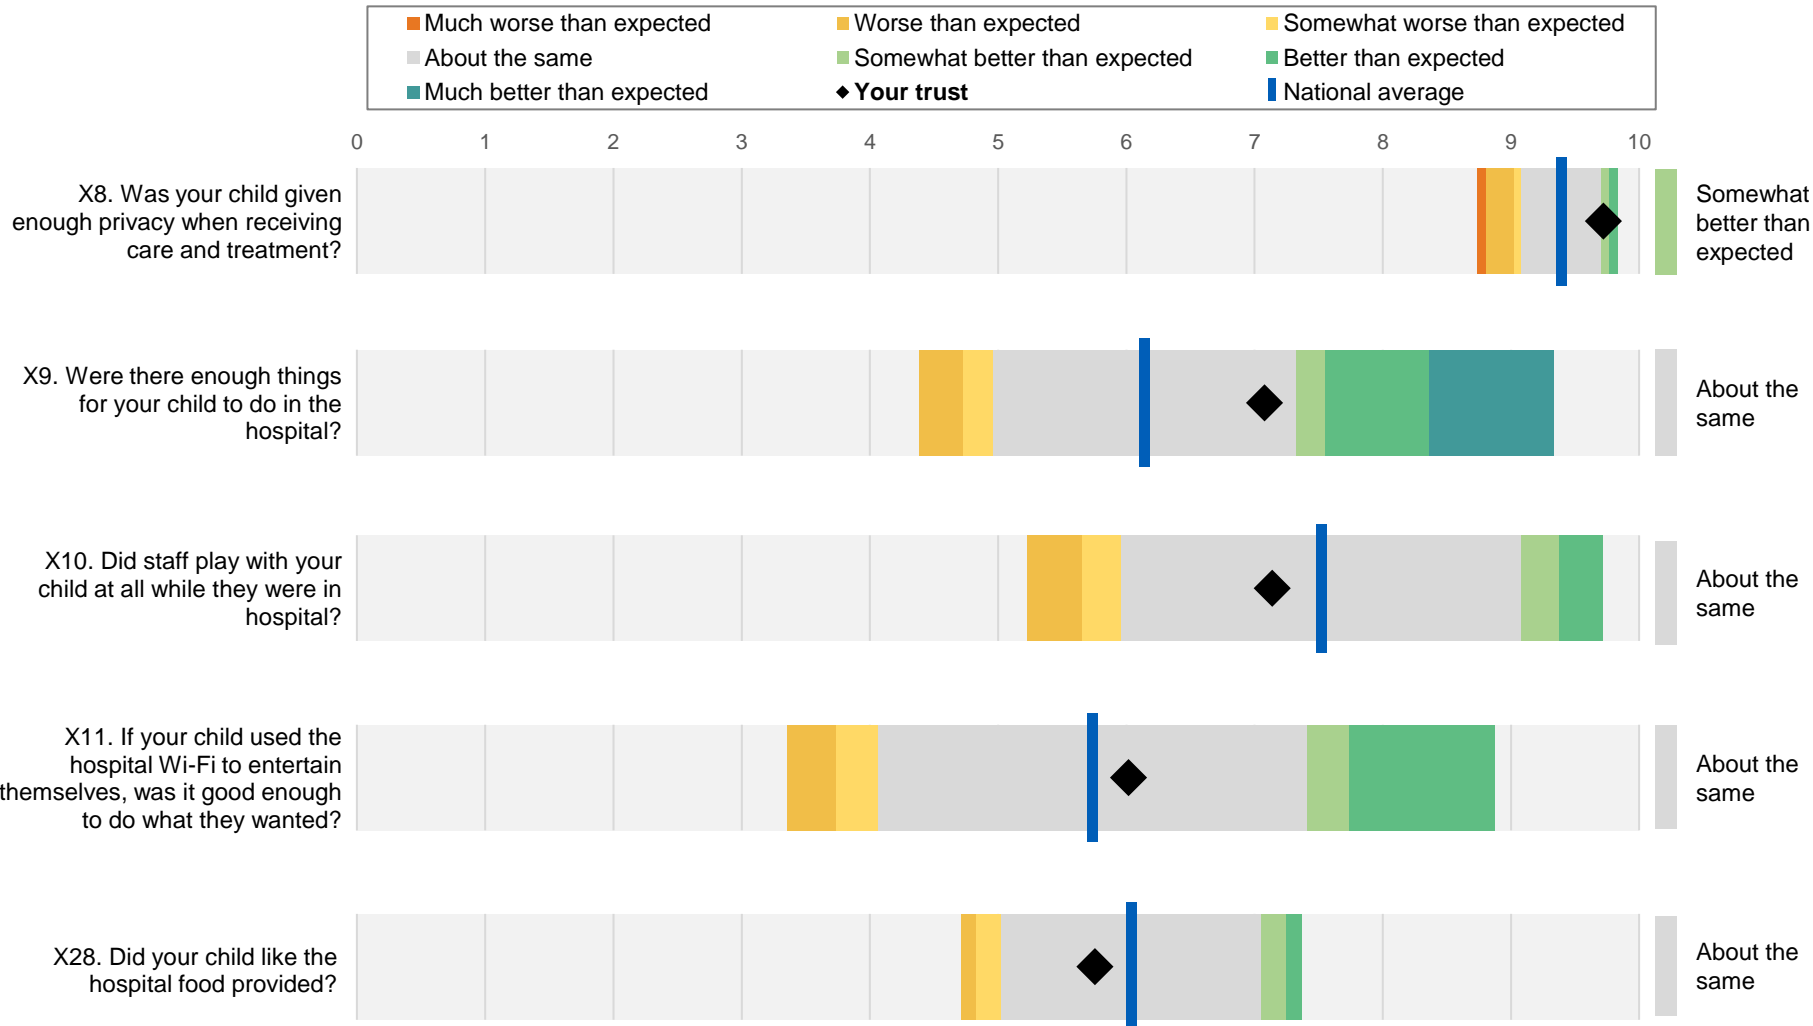 Much worse than expected
Worse than expected
Somewhat worse than expected
About the same
Somewhat better than expected
Better than expected
Much better than expected
Your trust
National average
0 1 2 3 4 5 6 7 8 9 10
X8. Was your child given
enough privacy when receiving
care and treatment?
Somewhat
better than
expected
X9. Were there enough things
for your child to do in the
hospital?
About the
same
X10. Did staff play with your
child at all while they were in
hospital?
About the
same
X11. If your child used the
hospital Wi-Fi to entertain
themselves, was it good enough
to do what they wanted?
About the
same
X28. Did your child like the
hospital food provided?
About the
same